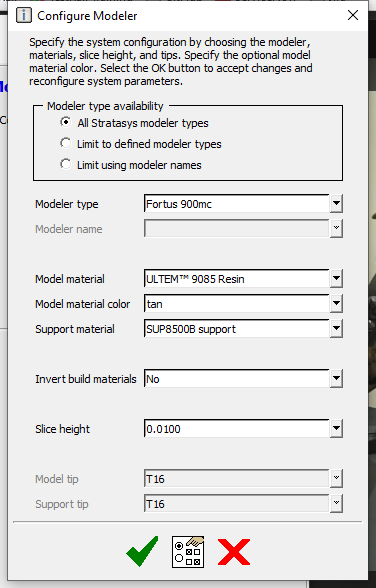 Configure Modeler
Specify the system configuration by choosing the modeler,
materials, slice height, and tips. Specify the optional model
material color. Select the OK button to accept changes and
reconfigure system parameters.
Modeler type availability
All Stratasys modeler types
Limit to defined modeler types
Limit using modeler names
Modeler type Fortus 900mc
Modeler name
Model material ULTEM™ 9085 Resin
Model material color tan
Support material SUP8500B support
Invert build materials No
Slice height 0.0100
Model tip T16
Support tip T16